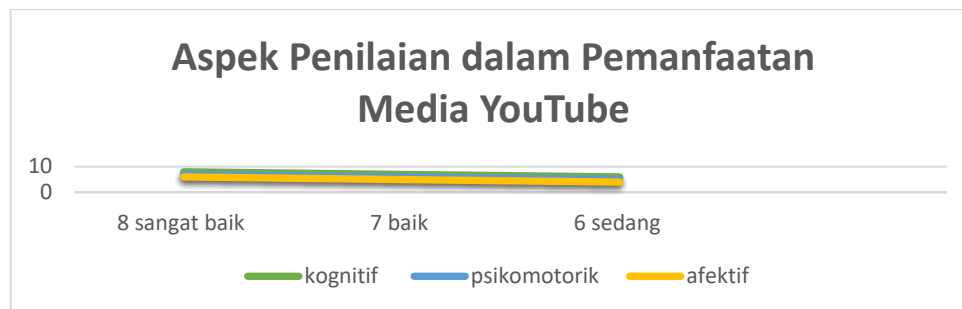 Aspek Penilaian dalam Pemanfaatan
Media YouTube
10
0
8 sangat baik 7 baik 6 sedang
kognitif psikomotorik afektif